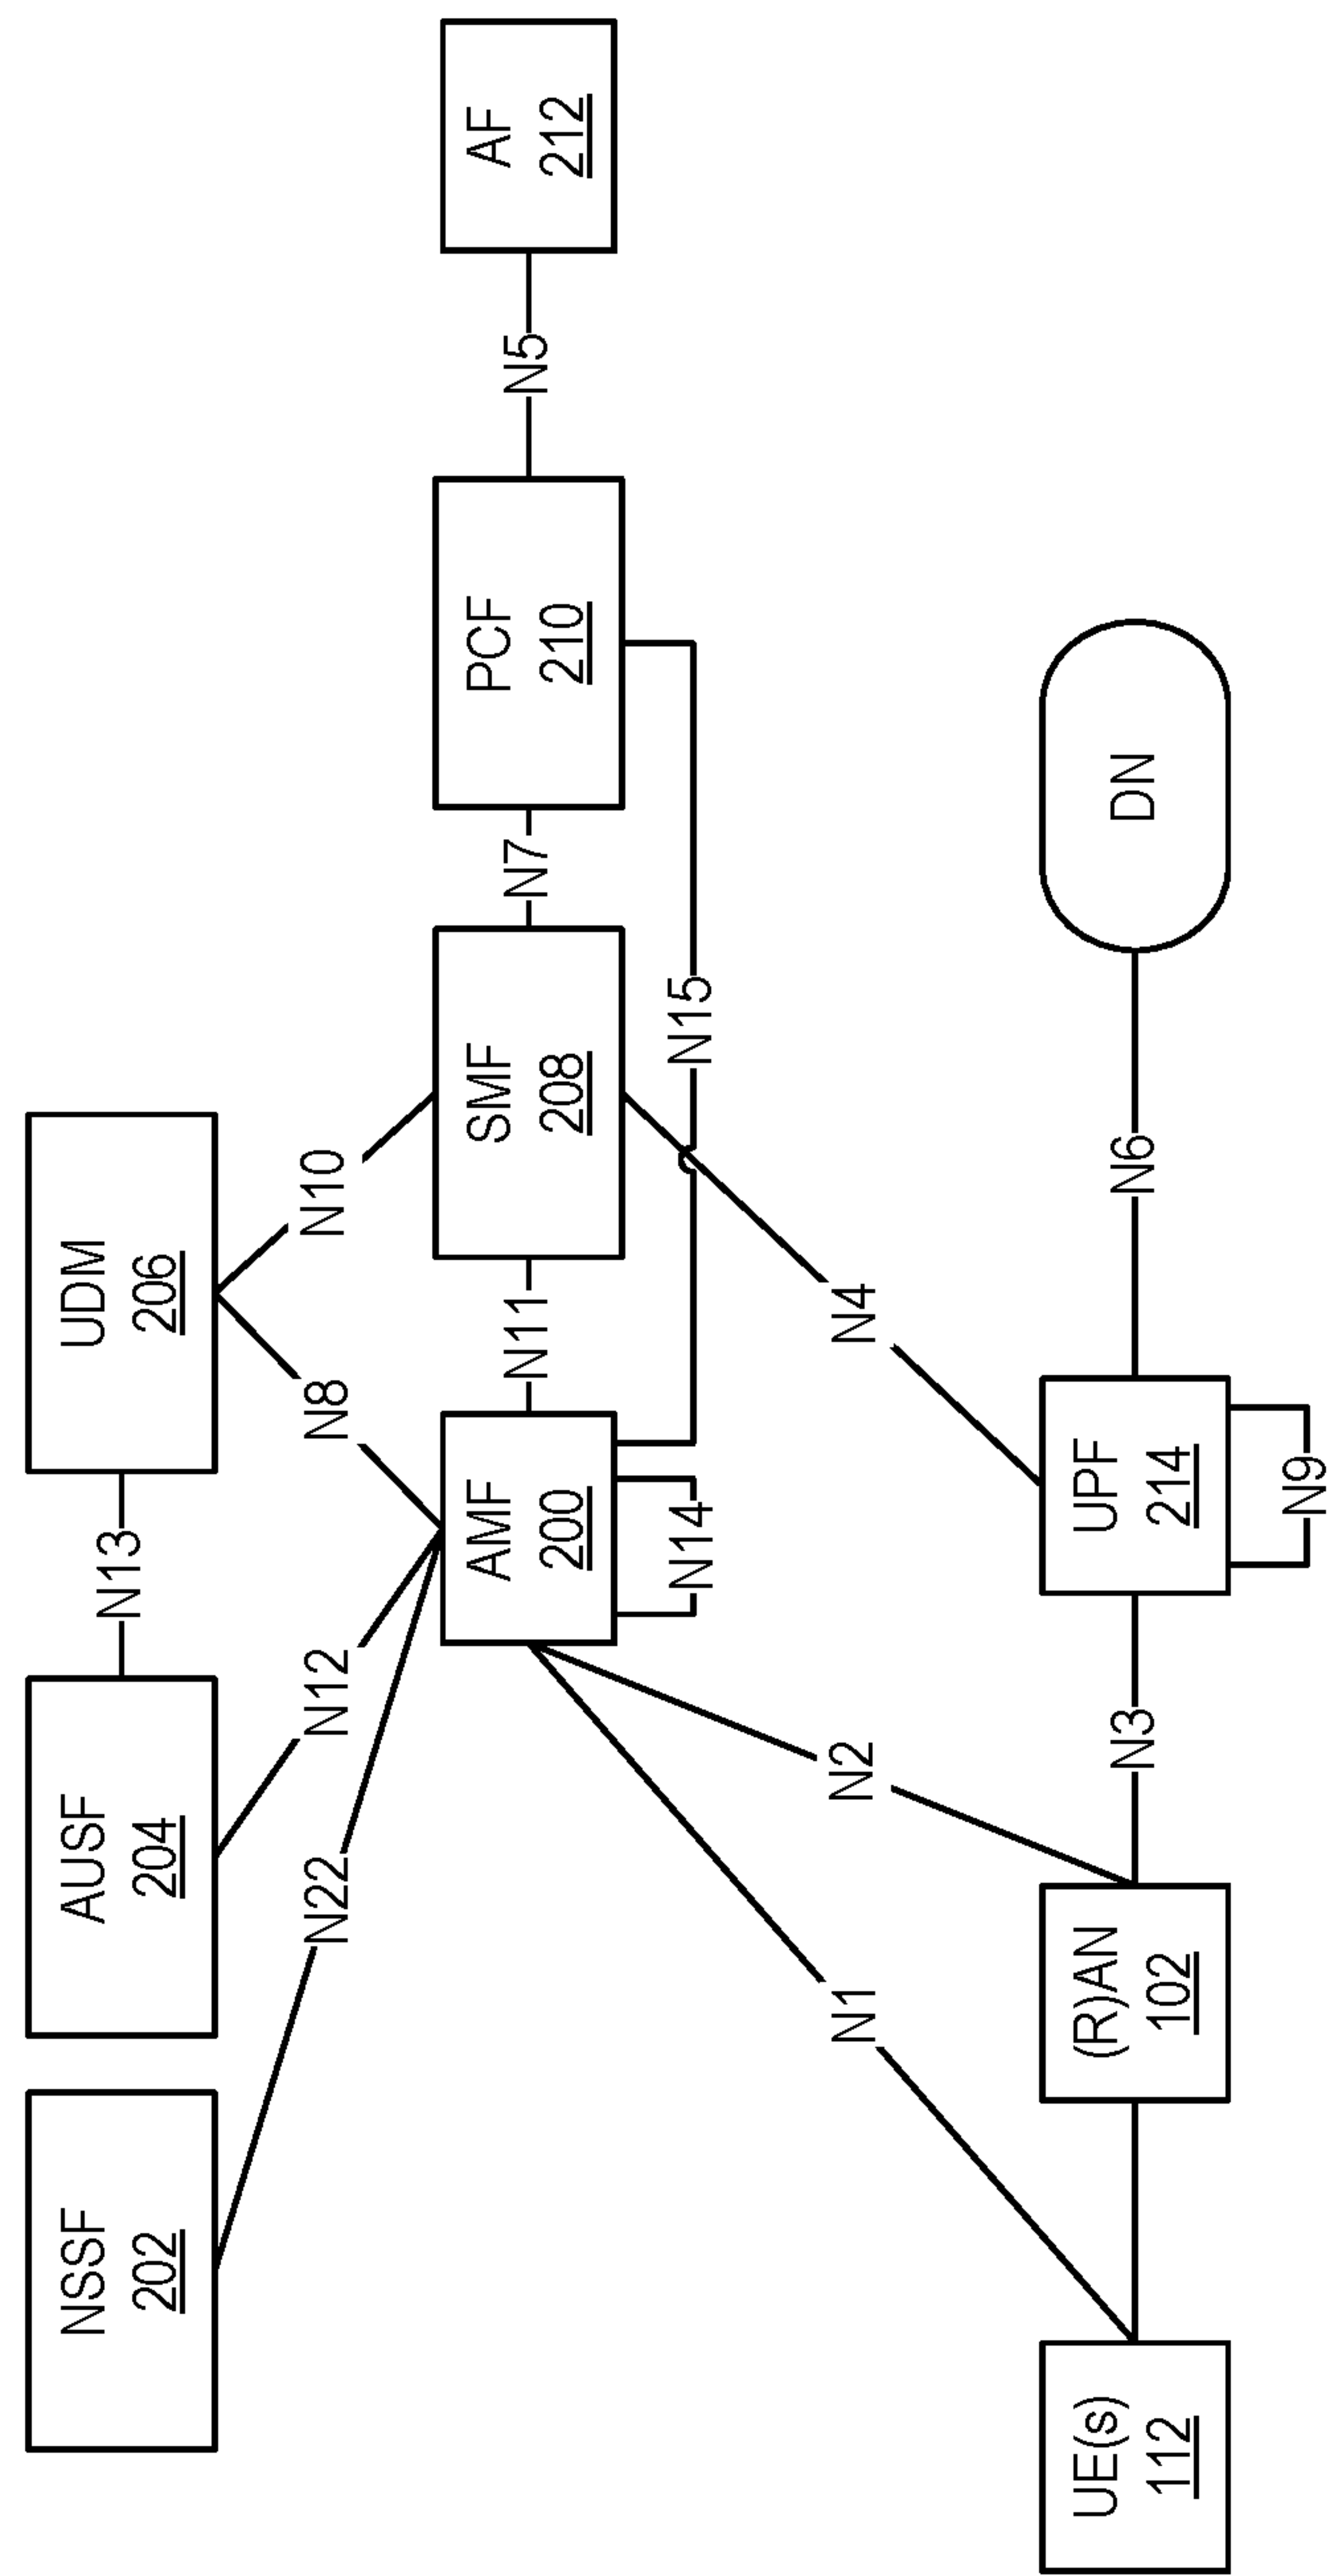 NSSF
202
AUSF
204
N13
UDM
206
N22
N12
N8
N10
AMF
200
N11
SMF
208
N7
PCF
210
N5
AF
212
N14
N15
N1
N2
N4
UE(s)
112
(R)AN
102
N3
UPF
214
N6
DN
N9